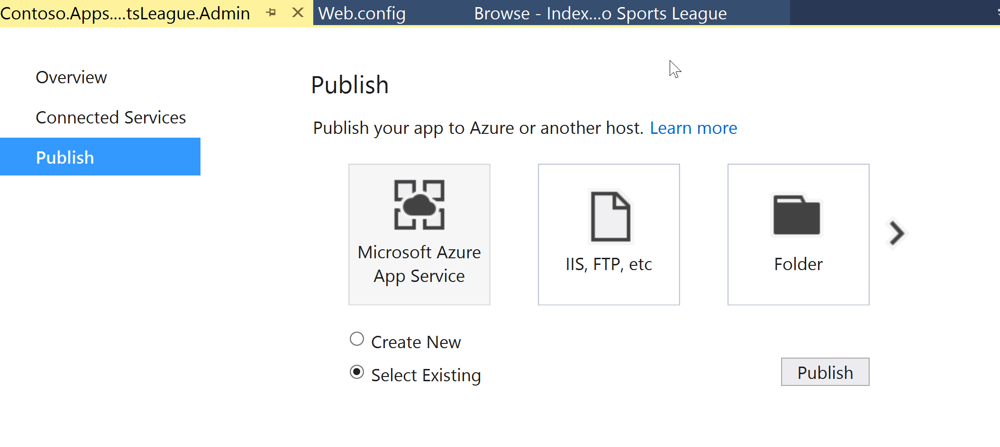 Contoso.Apps....tsLeague.Admin
Web.config
Browse - Index...o Sports League
Overview
Connected Services
Publish
Publish
Publish your app to Azure or another host. Learn more
Microsoft Azure
App Service
IIS, FTP, etc
Folder
Create New
Select Existing
Publish